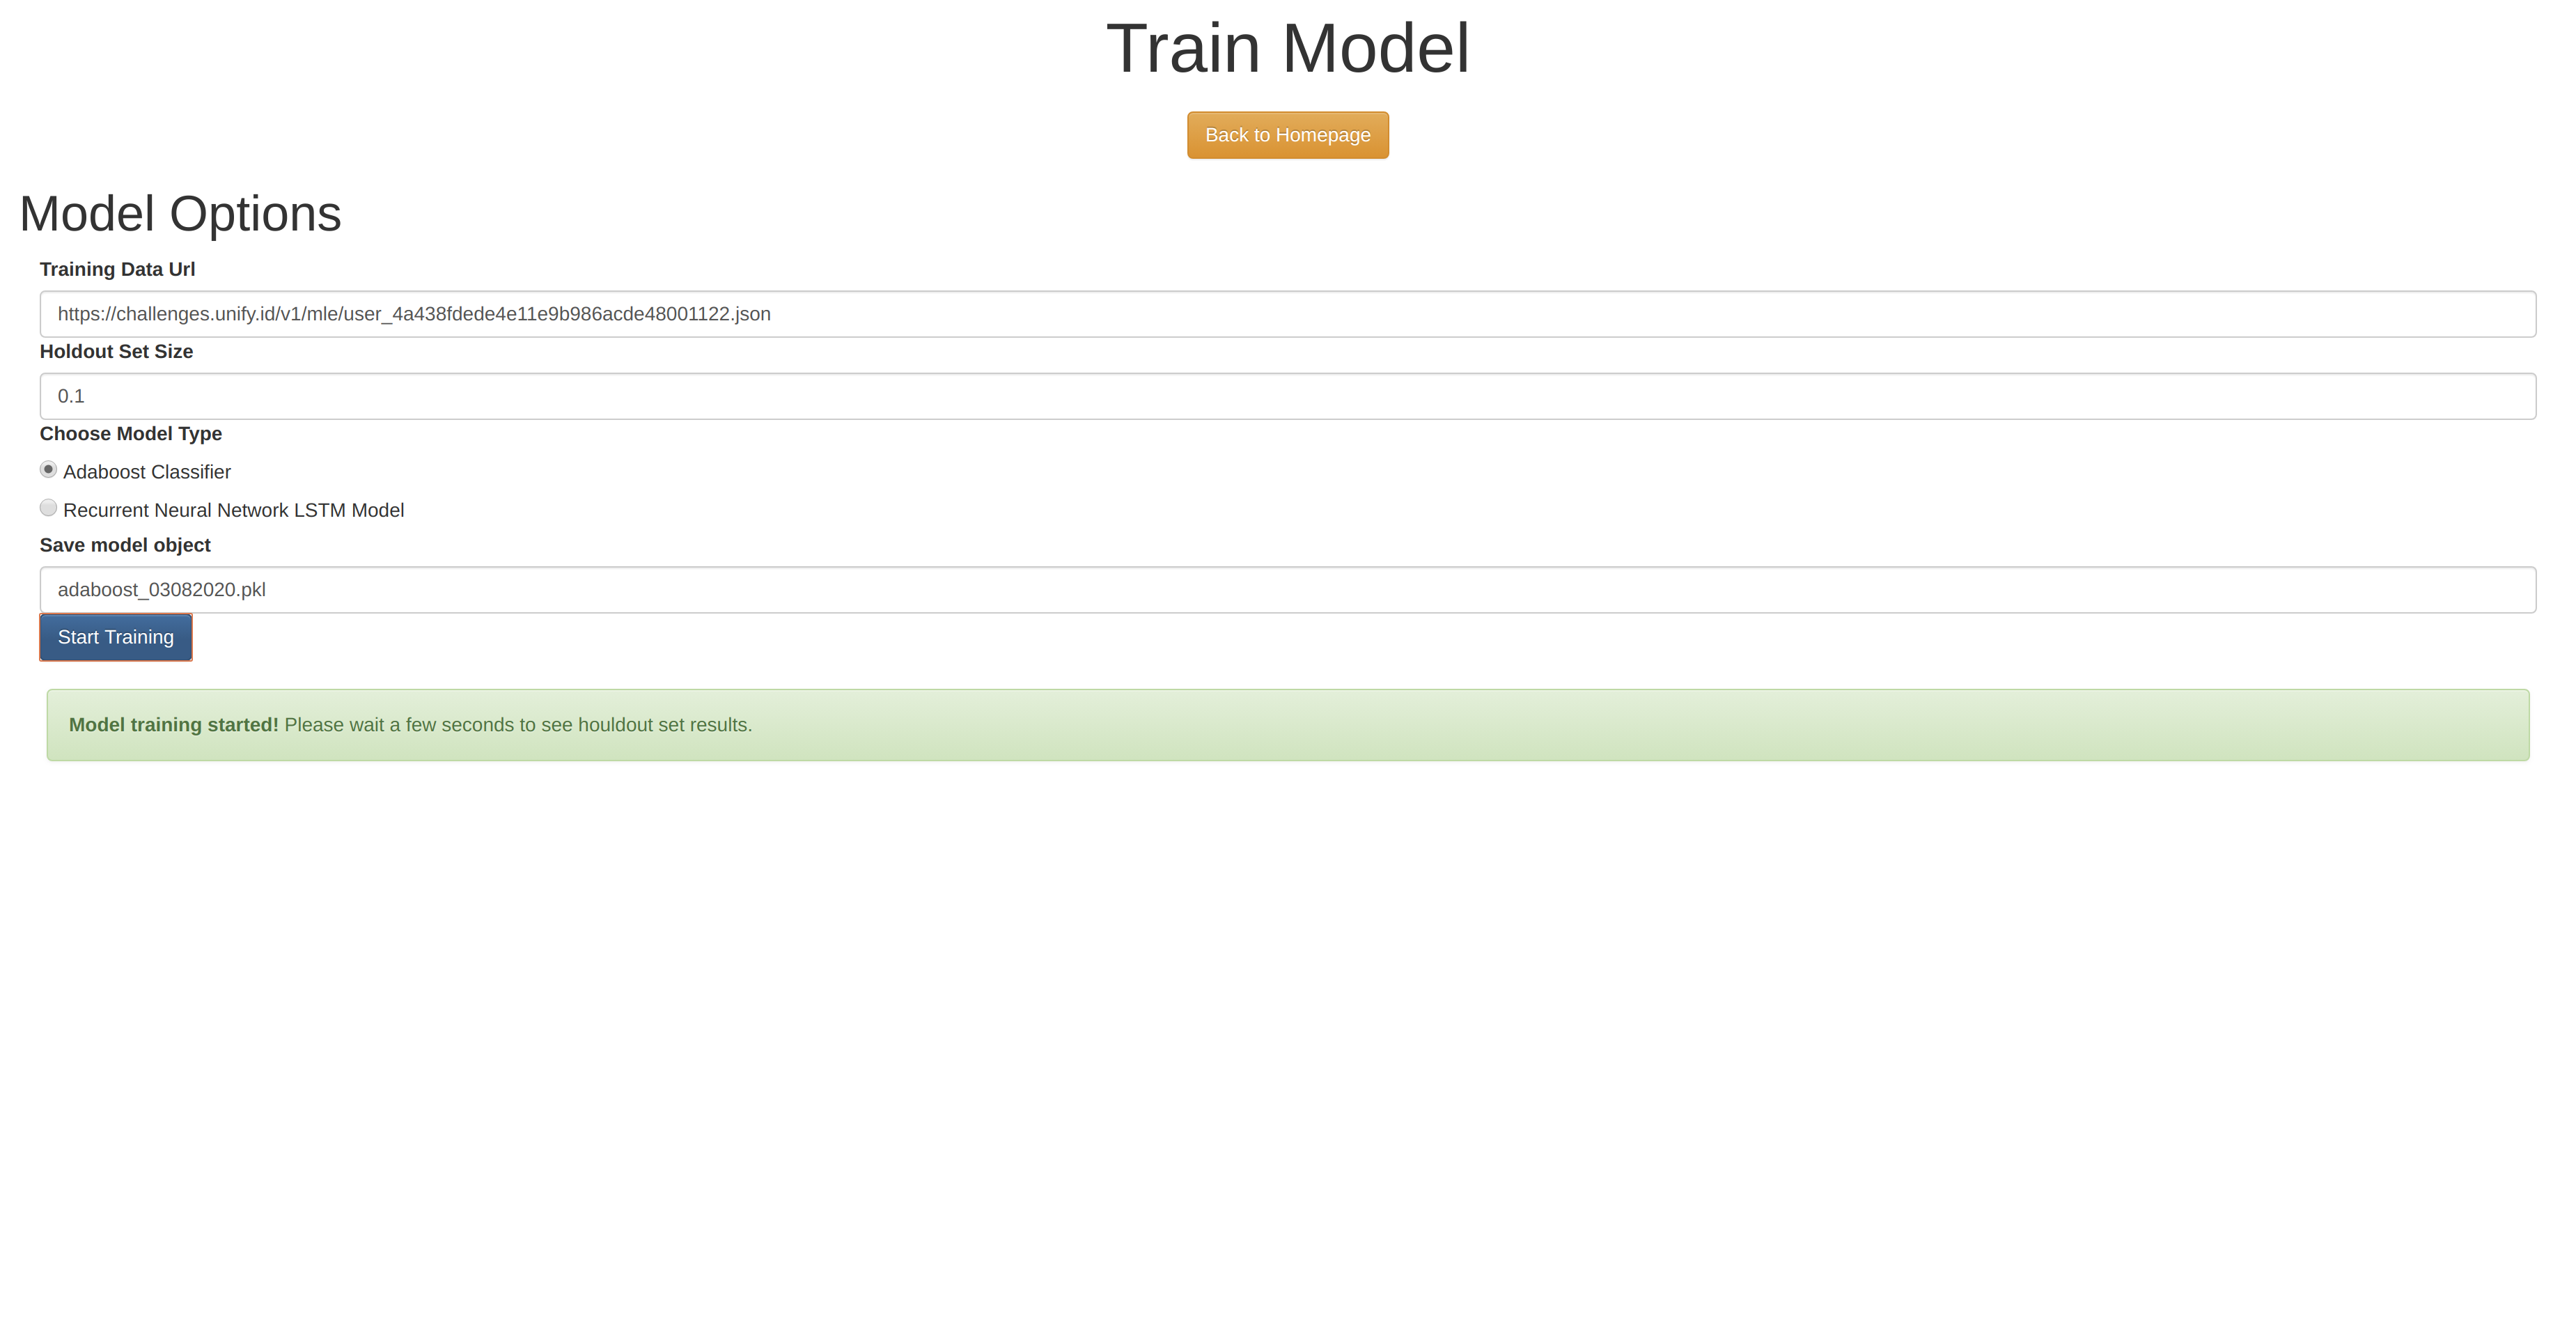 Train Model
Back to Homepage
Model Options
Training Data Url
https://challenges.unify.id/v1/mle/user_4a438fdede4e11e9b986acde48001122.json
Holdout Set Size
0.1
Choose Model Type
Adaboost Classifier
Recurrent Neural Network LSTM Model
Save model object
adaboost_03082020.pkl
Start Training
Model training started! Please wait a few seconds to see houldout set results.